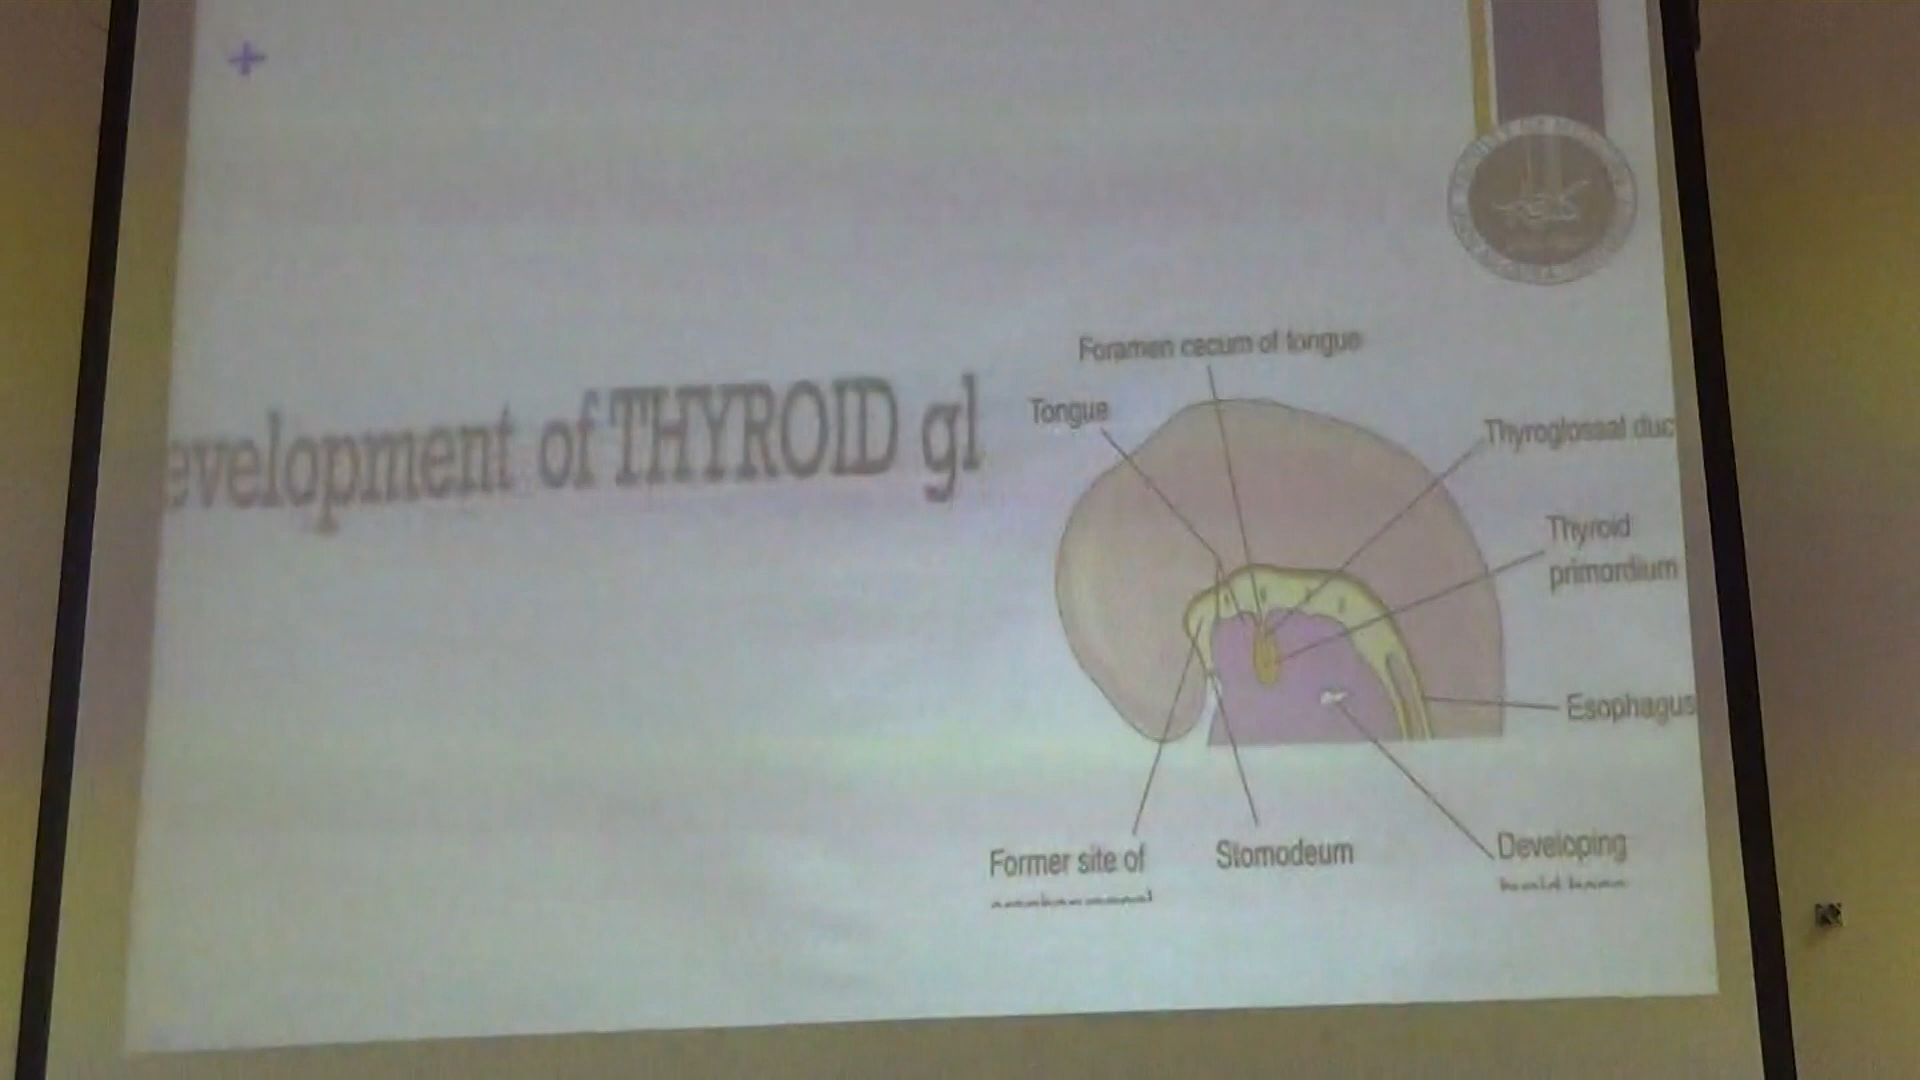 evelopment of THYROID gl
Foramen cecum of tongue
Tongue
Thyroglossal duc
Thyroid
primordium
Esophagus
Former site of
Stomodeum
Developing